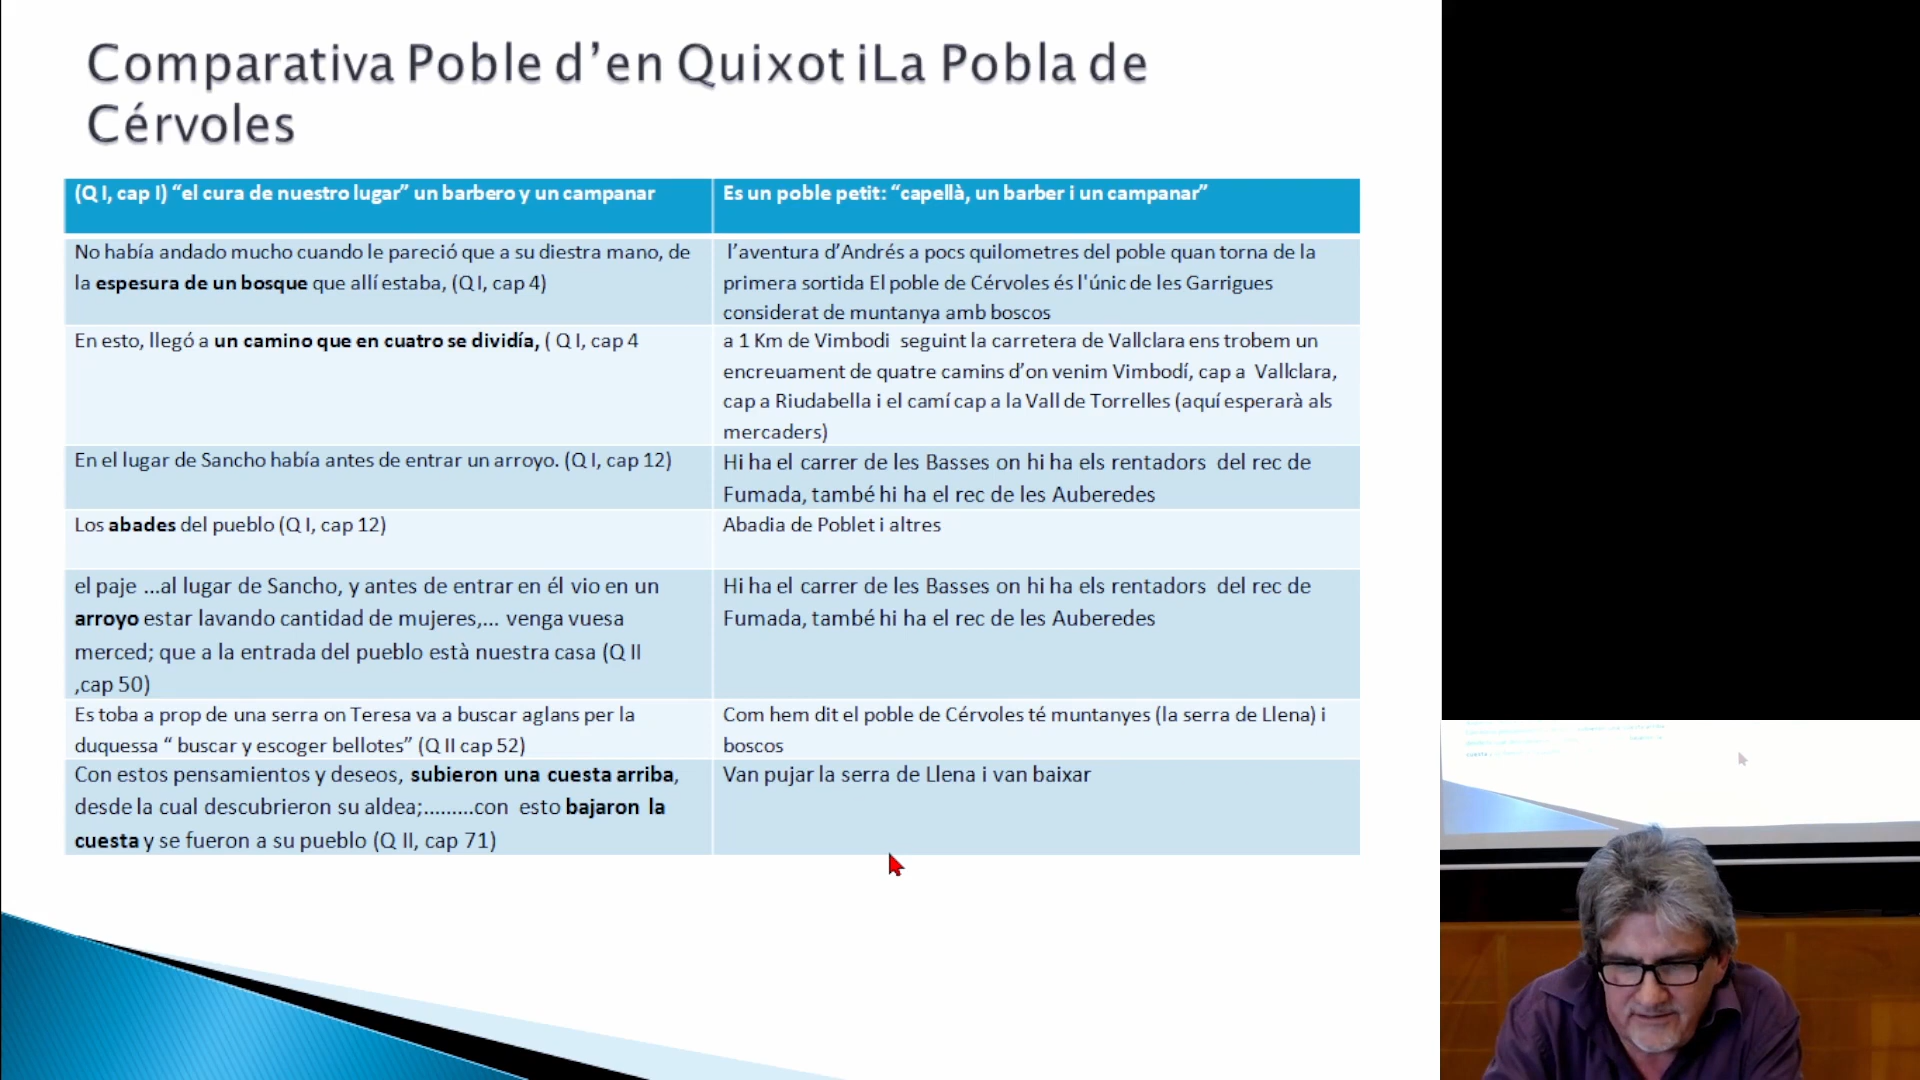 Comparativa Poble d’en Quixot iLa Pobla de
Cérvoles
(Q I, cap I) “el cura de nuestro lugar” un barbero y un campanar
Es un poble petit: “capellà, un barber i un campanar”
No había andado mucho cuando le pareció que a su diestra mano, de
la espesura de un bosque que allí estaba, (Q I, cap 4)
l’aventura d’Andrés a pocs quilometres del poble quan torna de la
primera sortida El poble de Cérvoles és l'únic de les Garrigues
considerat de muntanya amb boscos
En esto, llegó a un camino que en cuatro se dividía, ( Q I, cap 4
a 1 Km de Vimbodi seguint la carretera de Vallclara ens trobem un
encreuament de quatre camins d’on venim Vimbodí, cap a Vallclara,
cap a Riudabella i el camí cap a la Vall de Torrelles (aquí esperarà als
mercaders)
En el lugar de Sancho había antes de entrar un arroyo. (Q I, cap 12)
Hi ha el carrer de les Basses on hi ha els rentadors del rec de
Fumada, també hi ha el rec de les Auberedes
Los abades del pueblo (Q I, cap 12)
Abadia de Poblet i altres
el paje ...al lugar de Sancho, y antes de entrar en él vio en un
arroyo estar lavando cantidad de mujeres,... venga vuesa
merced; que a la entrada del pueblo està nuestra casa (Q II
,cap 50)
Hi ha el carrer de les Basses on hi ha els rentadors del rec de
Fumada, també hi ha el rec de les Auberedes
Es toba a prop de una serra on Teresa va a buscar aglans per la
duquessa “ buscar y escoger bellotes” (Q II cap 52)
Com hem dit el poble de Cérvoles té muntanyes (la serra de Llena) i
boscos
Con estos pensamientos y deseos, subieron una cuesta arriba,
desde la cual descubrieron su aldea;.........con esto bajaron la
cuesta y se fueron a su pueblo (Q II, cap 71)
Van pujar la serra de Llena i van baixar